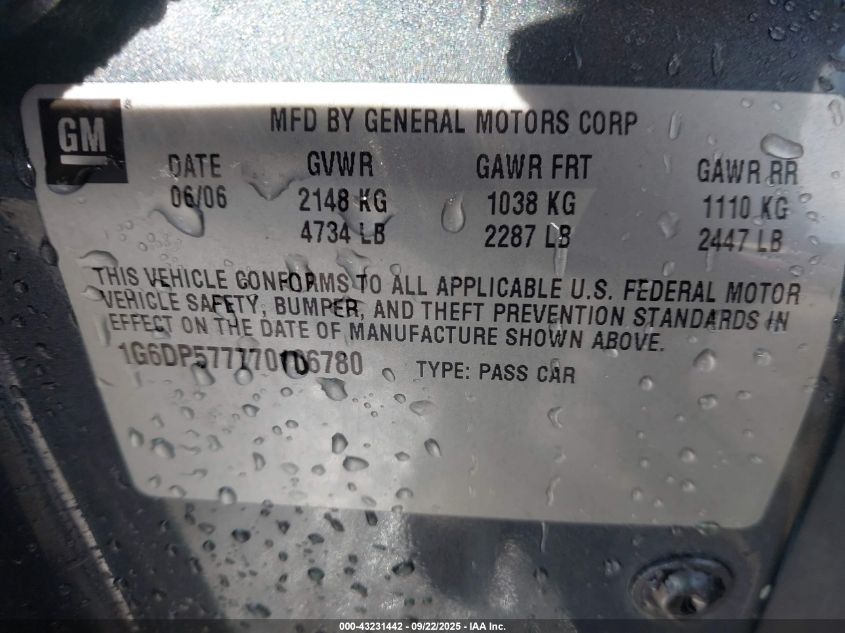 GM
®
MFD BY GENERAL MOTORS CORP
DATE GVWR GAWR FRT GAWR RR
06/06 2148 KG 1038 KG 1110 KG
4734 LB 2287 LB 2447 LB
THIS VEHICLE CONFORMS TO ALL APPLICABLE U.S. FEDERAL MOTOR
VEHICLE SAFETY, BUMPER, AND THEFT PREVENTION STANDARDS IN
EFFECT ON THE DATE OF MANUFACTURE SHOWN ABOVE.
1G6DP577770106780 TYPE: PASS CAR
000-43231442 - 09/22/2025 - IAA Inc.